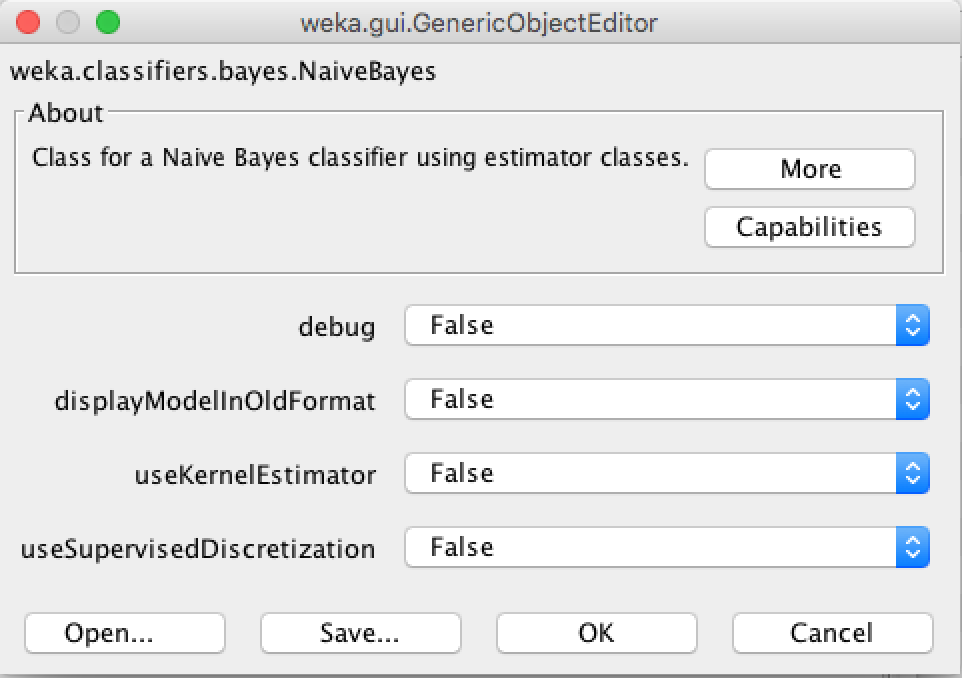 weka.gui.GenericObjectEditor
weka.classifiers.bayes.NaiveBayes
About
Class for a Naive Bayes classifier using estimator classes.
More
Capabilities
debug False
displayModelInOldFormat False
useKernelEstimator False
useSupervisedDiscretization False
Open... Save... OK Cancel